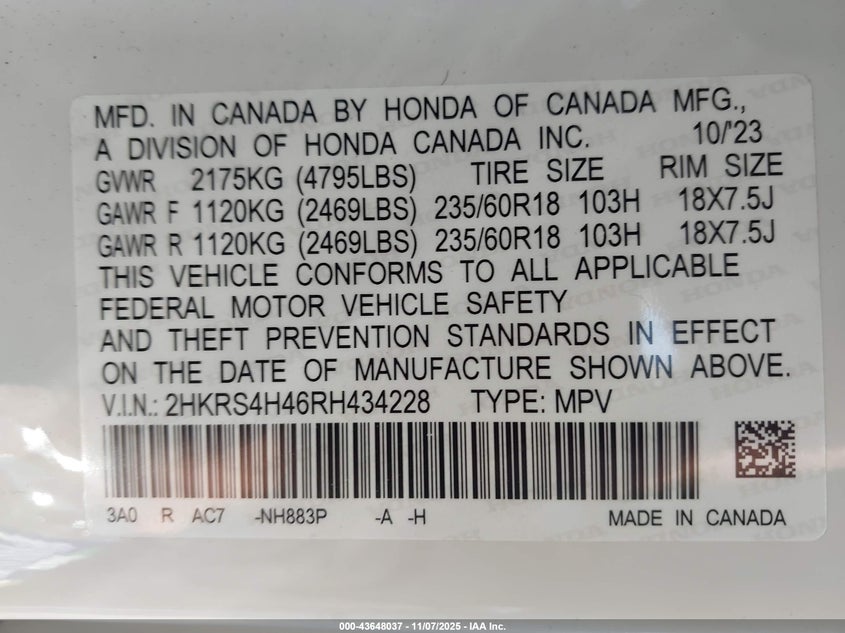 MFD. IN CANADA BY HONDA OF CANADA MFG.,
A DIVISION OF HONDA CANADA INC. 10/'23
GVWR 2175KG (4795LBS) TIRE SIZE RIM SIZE
GAWR F 1120KG (2469LBS) 235/60R18 103H 18X7.5J
GAWR R 1120KG (2469LBS) 235/60R18 103H 18X7.5J
THIS VEHICLE CONFORMS TO ALL APPLICABLE
FEDERAL MOTOR VEHICLE SAFETY
AND THEFT PREVENTION STANDARDS IN EFFECT
ON THE DATE OF MANUFACTURE SHOWN ABOVE.
V.I.N.: 2HKRS4H46RH434228 TYPE: MPV
3A0 R AC7 -NH883P -A -H MADE IN CANADA
000-43648037 - 11/07/2025 - IAA Inc.